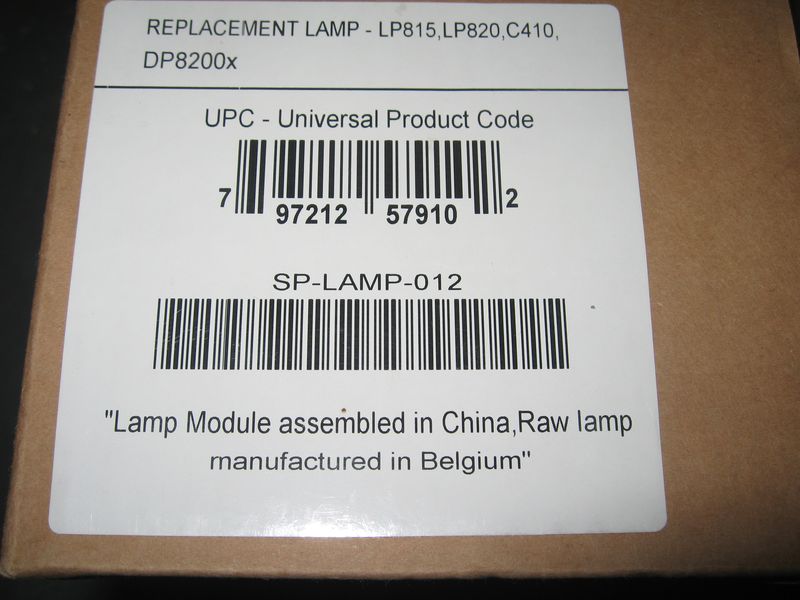 REPLACEMENT LAMP - LP815,LP820,C410,
DP8200x
UPC - Universal Product Code
7 97212 57910 2
SP-LAMP-012
"Lamp Module assembled in China,Raw lamp
manufactured in Belgium"